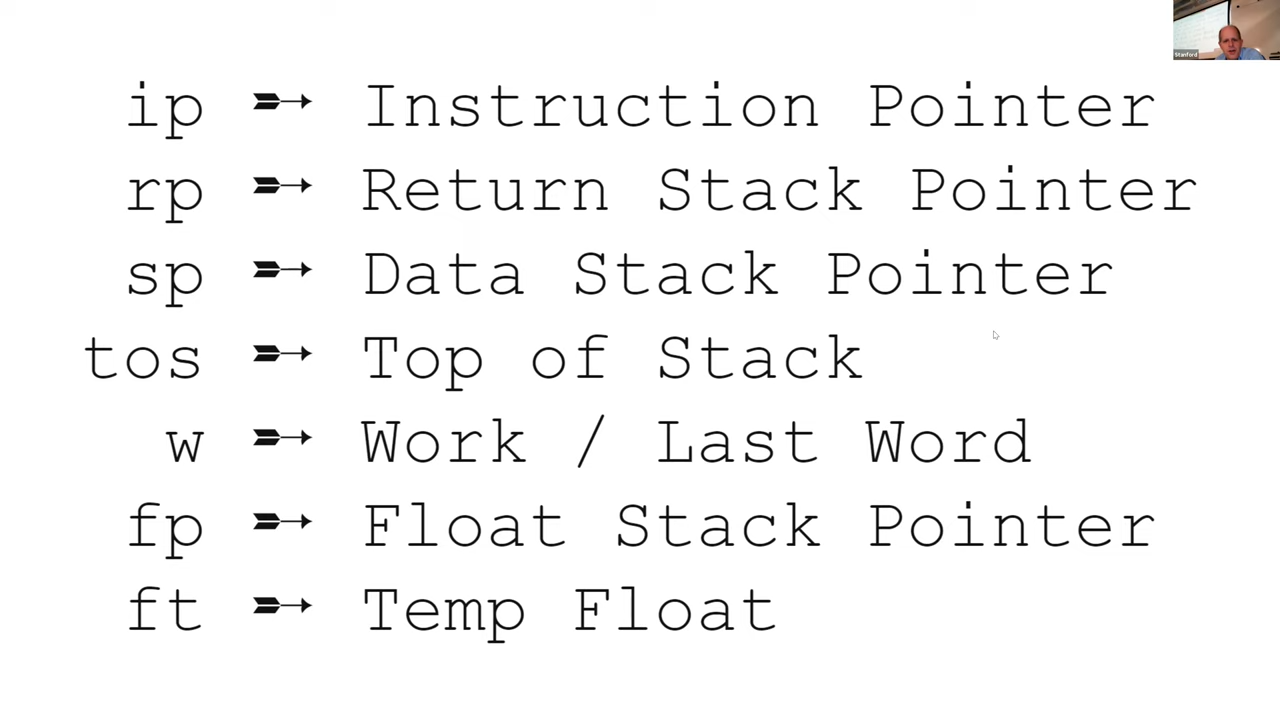 Stanford
ip ➵ Instruction Pointer
rp ➵ Return Stack Pointer
sp ➵ Data Stack Pointer
tos ➵ Top of Stack
w ➵ Work / Last Word
fp ➵ Float Stack Pointer
ft ➵ Temp Float